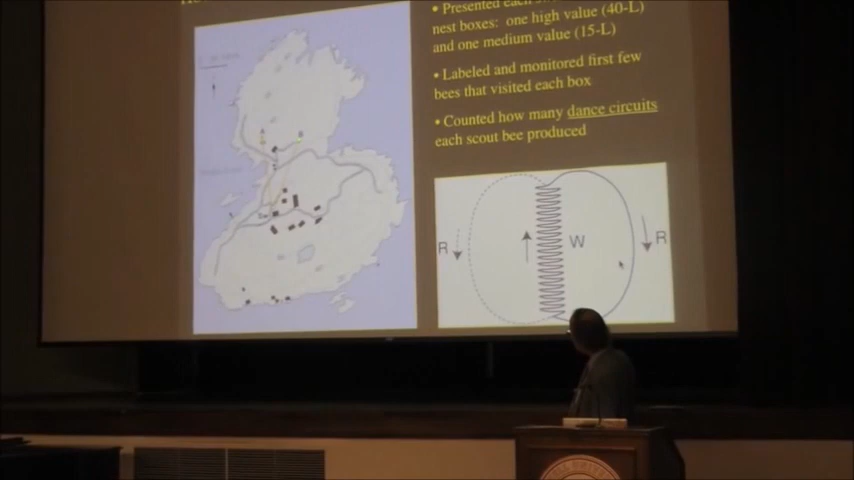 • Presented each
nest boxes: one high value (40-L)
and one medium value (15-L)
• Labeled and monitored first few
bees that visited each box
• Counted how many dance circuits
each scout bee produced
R
W
R